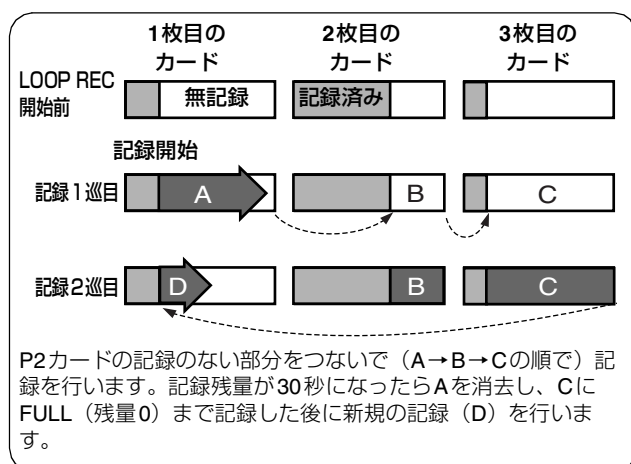 1枚目の
カード
2枚目の
カード
3枚目の
カード
LOOP REC
開始前
無記録
記録済み
記録開始
記録1巡目
A
B
C
記録2巡目
D
B
C
P2カードの記録のない部分をつないで（A→B→Cの順で）記
録を行います。記録残量が30秒になったらAを消去し、Cに
FULL（残量0）まで記録した後に新規の記録（D）を行いま
す。